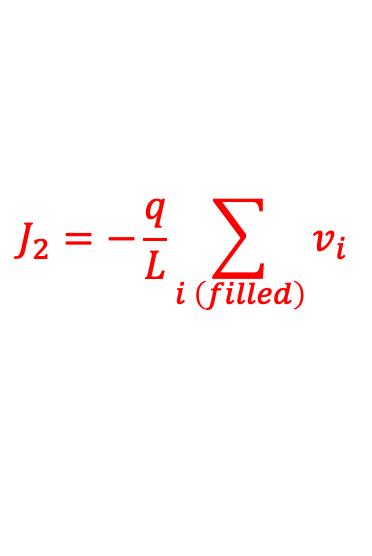 J₂ = −q/L ∑ i (filled) vᵢ